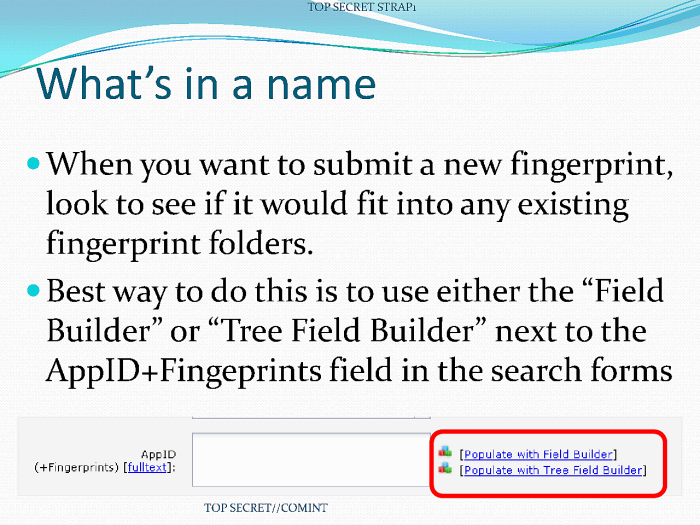 TOP SECRET STRAP1
What's in a name
When you want to submit a new fingerprint,
look to see if it would fit into any existing
fingerprint folders.
Best way to do this is to use either the “Field
Builder” or “Tree Field Builder” next to the
AppID+Fingeprints field in the search forms
AppID
(+Fingerprints) [fulltext]:
[Populate with Field Builder]
[Populate with Tree Field Builder]
TOP SECRET//COMINT